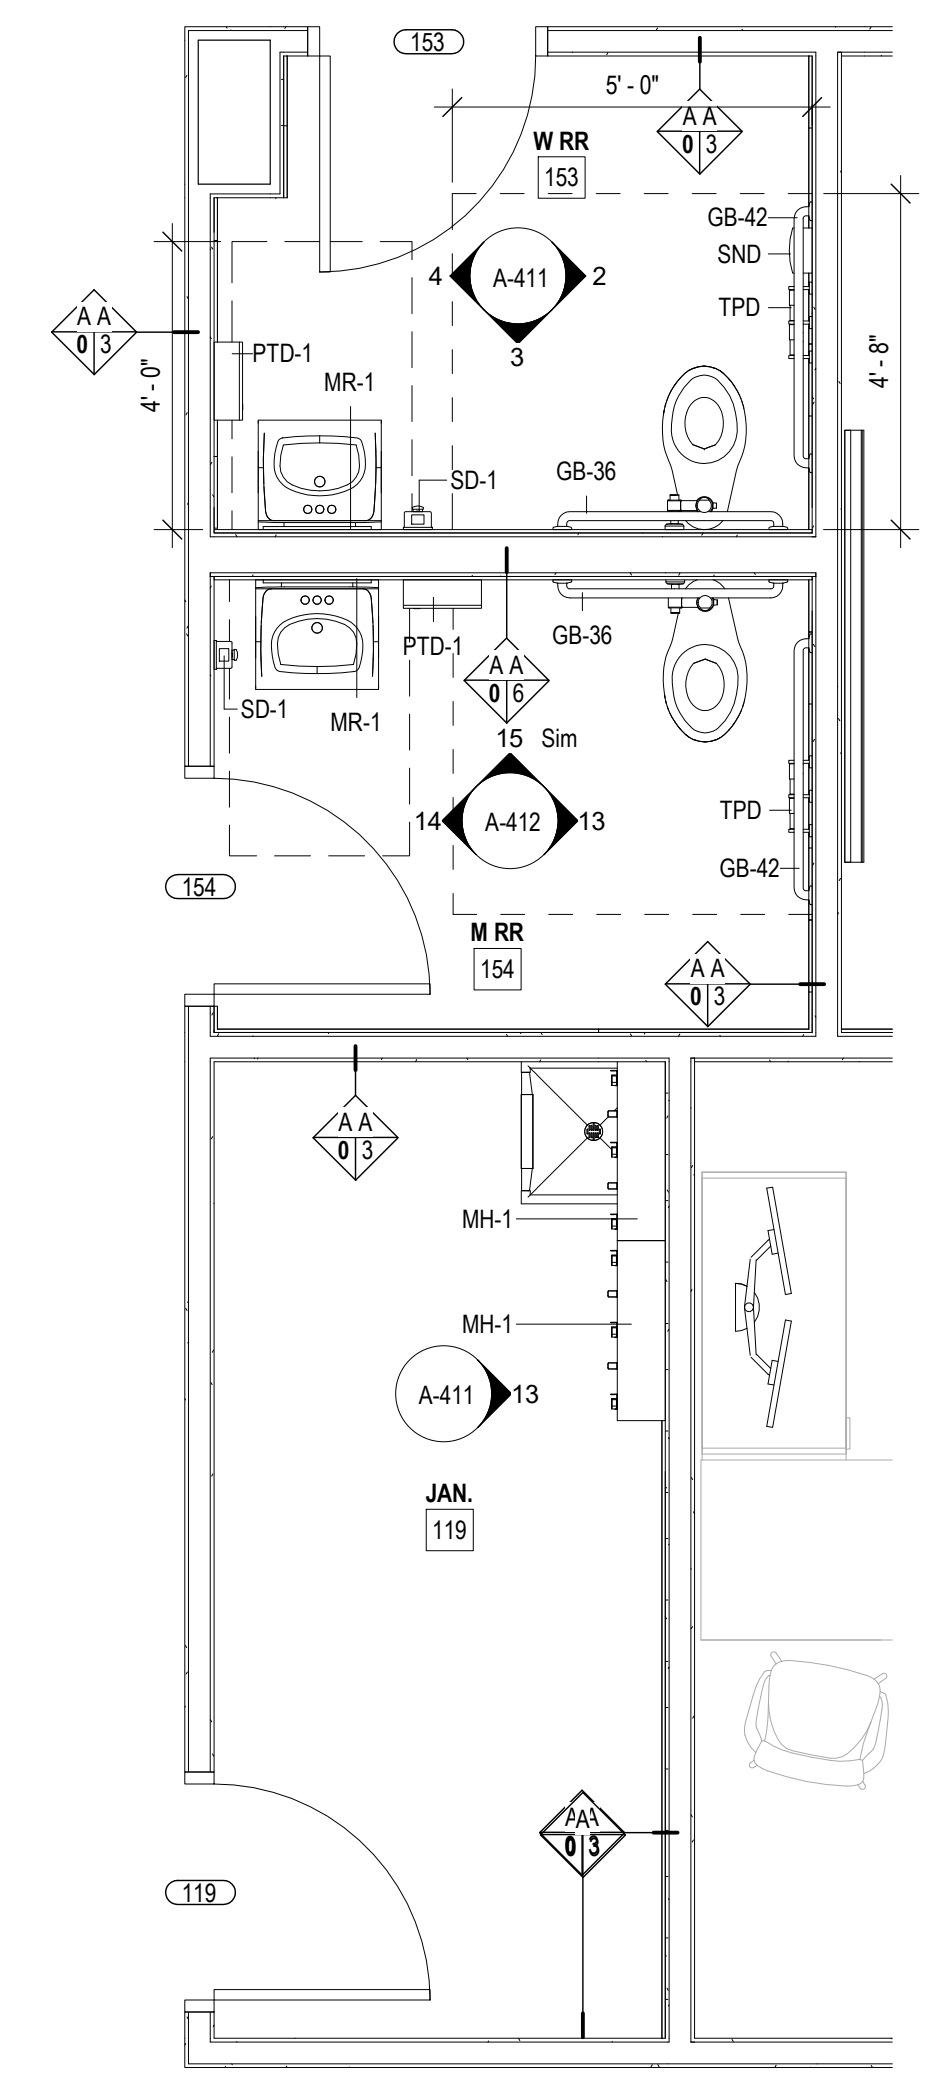 153
5' - 0"
A A
0 3
W RR
153
GB-42
SND
4 A-411 2
3
TPD
A A
0 3
4' - 0"
4' - 8"
PTD-1
MR-1
SD-1
GB-36
PTD-1
GB-36
A A
0 6
SD-1
MR-1
15 Sim
14 A-412 13
TPD
GB-42
154
M RR
154
A A
0 3
A A
0 3
MH-1
MH-1
A-411 13
JAN.
119
AAA
0 3
119